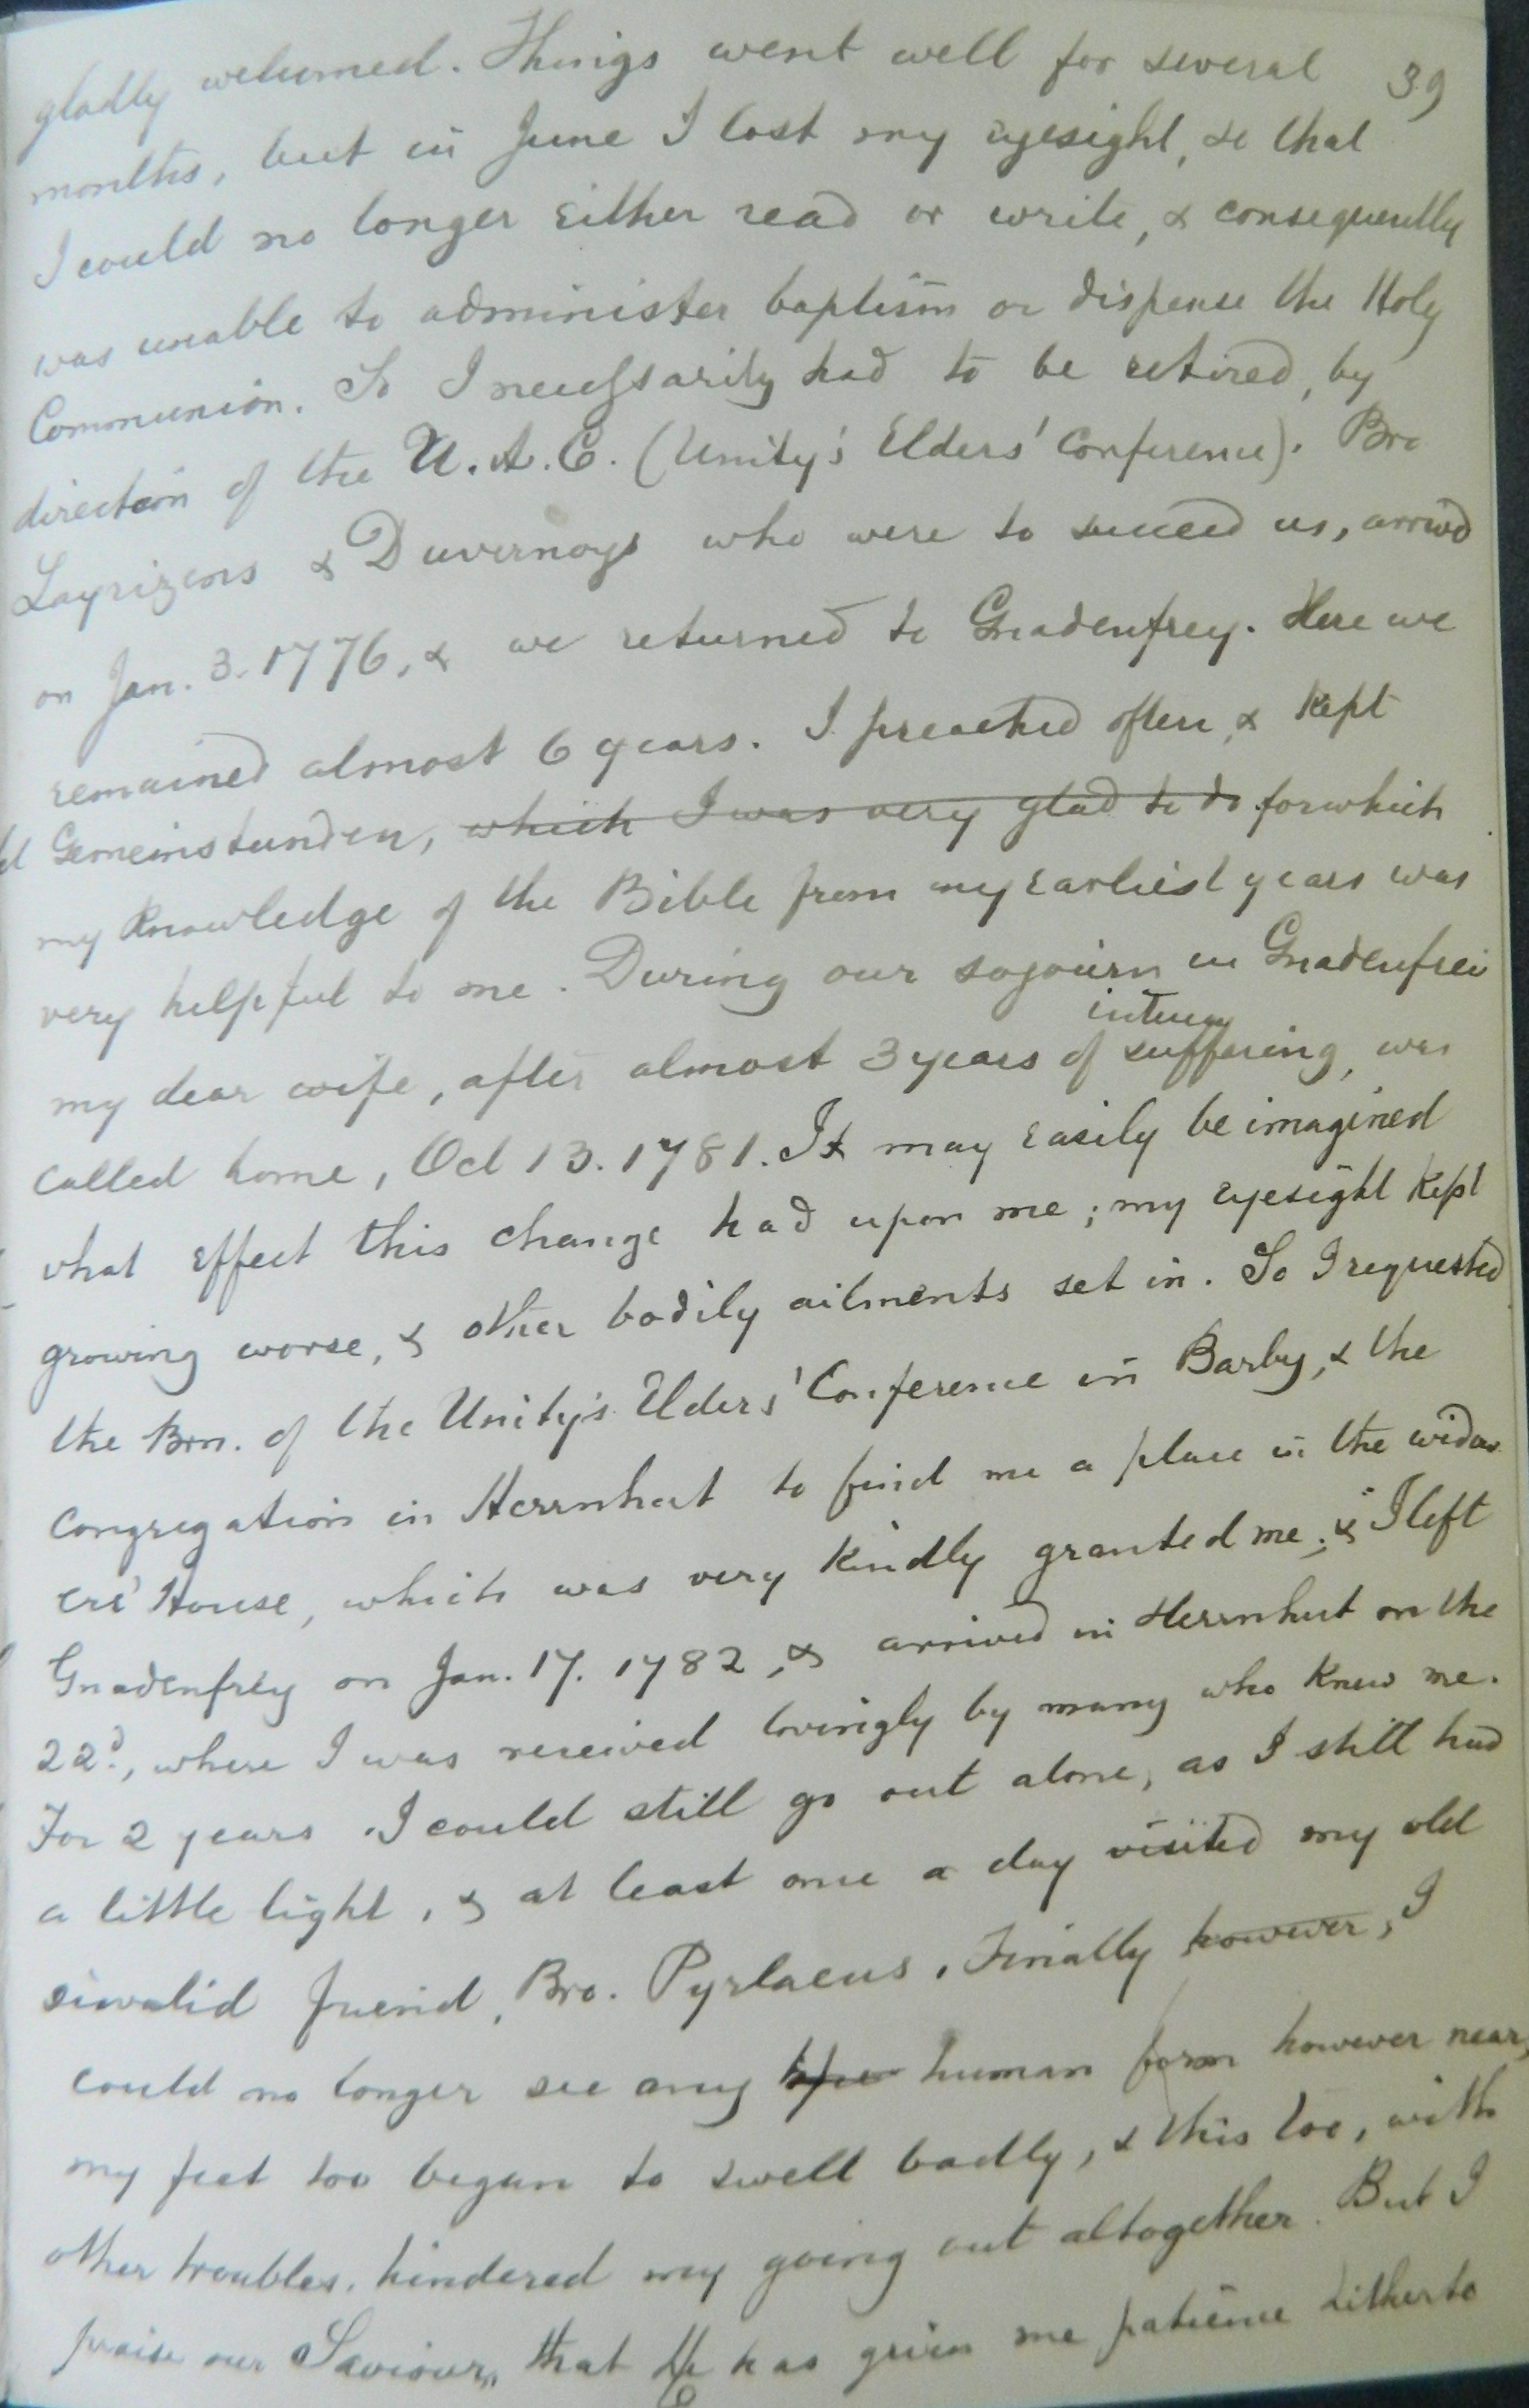 39
gladly welcomed. Things went well for several
months, but in June I lost my eyesight, so that
I could no longer either read or write, & consequently
was unable to administer baptism or dispense the Holy
Communion. So I necessarily had to be retired, by
direction of the U.A.C. (Unity's Elders' Conference). Bro
Layrizens & Duvernoys who were to succeed us, arrived
on Jan. 3. 1776, & we returned to Gnadenfrey. Here we
remained almost 6 years. I preached often, & kept
Gemeinstunden, which I was very glad to do for which
my knowledge of the Bible from my earliest years was
very helpful to me. During our sojourn in Gnadenfrei
my dear wife, after almost 3 years of intense suffering, was
called home, Oct 13. 1781. It may easily be imagined
what effect this change had upon me; my eyesight kept
growing worse, & other bodily ailments set in. So I requested
the Brn. of the Unity's Elders' Conference in Barby, & the
congregation in Herrnhut to find me a place in the widow
ers' House, which was very kindly granted me; & I left
Gnadenfrey on Jan. 17. 1782, & arrived in Herrnhut on the
22d., where I was received lovingly by many who knew me.
For 2 years I could still go out alone, as I still had
a little light, & at least once a day visited my old
invalid friend, Bro. Pyrlaeus. Finally however, I
could no longer see any human form however near,
my feet too began to swell badly, & this too, with
other troubles, hindered my going out altogether. But I
praise our Saviour, that He has given me patience hitherto